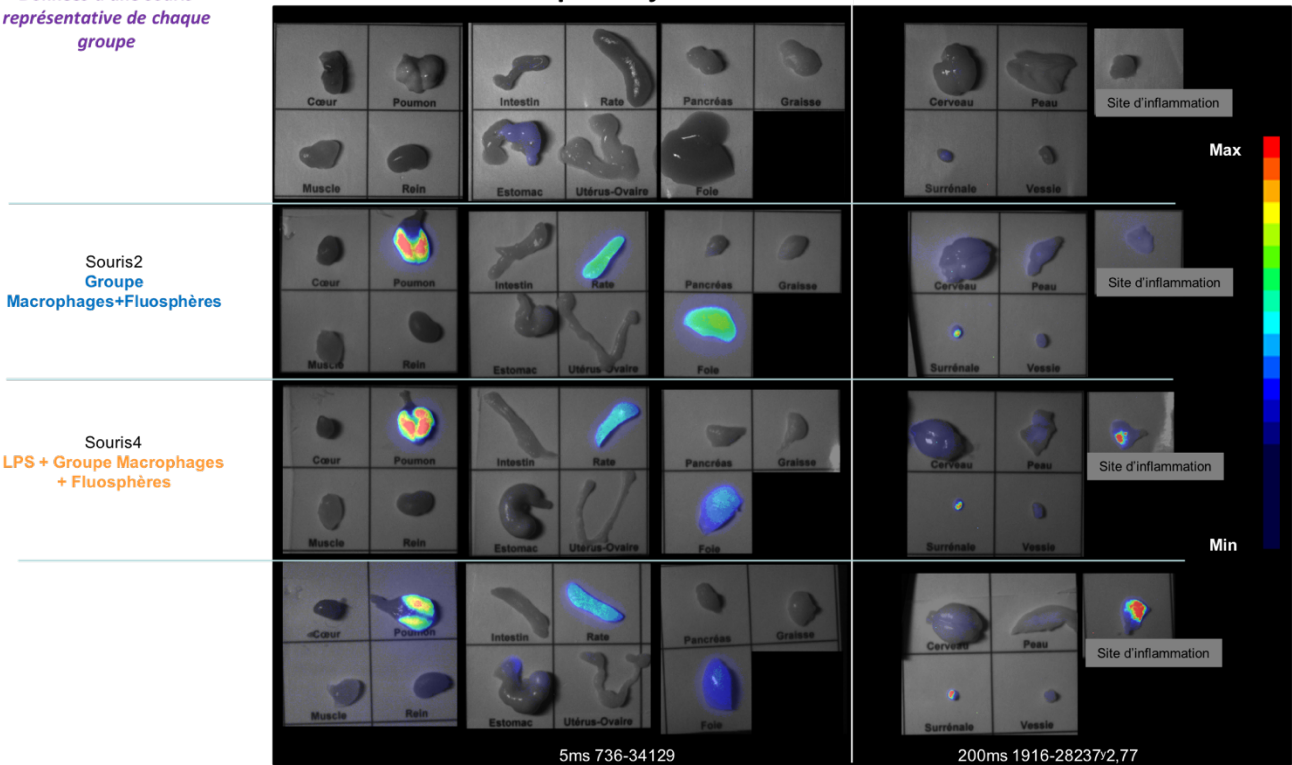 représentative de chaque
groupe
Cœur Poumon Intestin Rate Pancréas Graisse Cerveau Peau
Site d'inflammation
Muscle Rein Estomac Utérus-Ovaire Foie Surrénale Vessie
Max
Souris2
Groupe
Macrophages+Fluosphères
Cœur Poumon Intestin Rate Pancréas Graisse Cerveau Peau
Site d'inflammation
Muscle Rein Estomac Utérus-Ovaire Foie Surrénale Vessie
Souris4
LPS + Groupe Macrophages
+ Fluosphères
Cœur Poumon Intestin Rate Pancréas Graisse Cerveau Peau
Site d'inflammation
Muscle Rein Estomac Utérus-Ovaire Foie Surrénale Vessie
Min
Cœur Poumon Intestin Rate Pancréas Graisse Cerveau Peau
Site d'inflammation
Muscle Rein Estomac Utérus-Ovaire Foie Surrénale Vessie
5ms 736-34129
200ms 1916-28237γ2,77